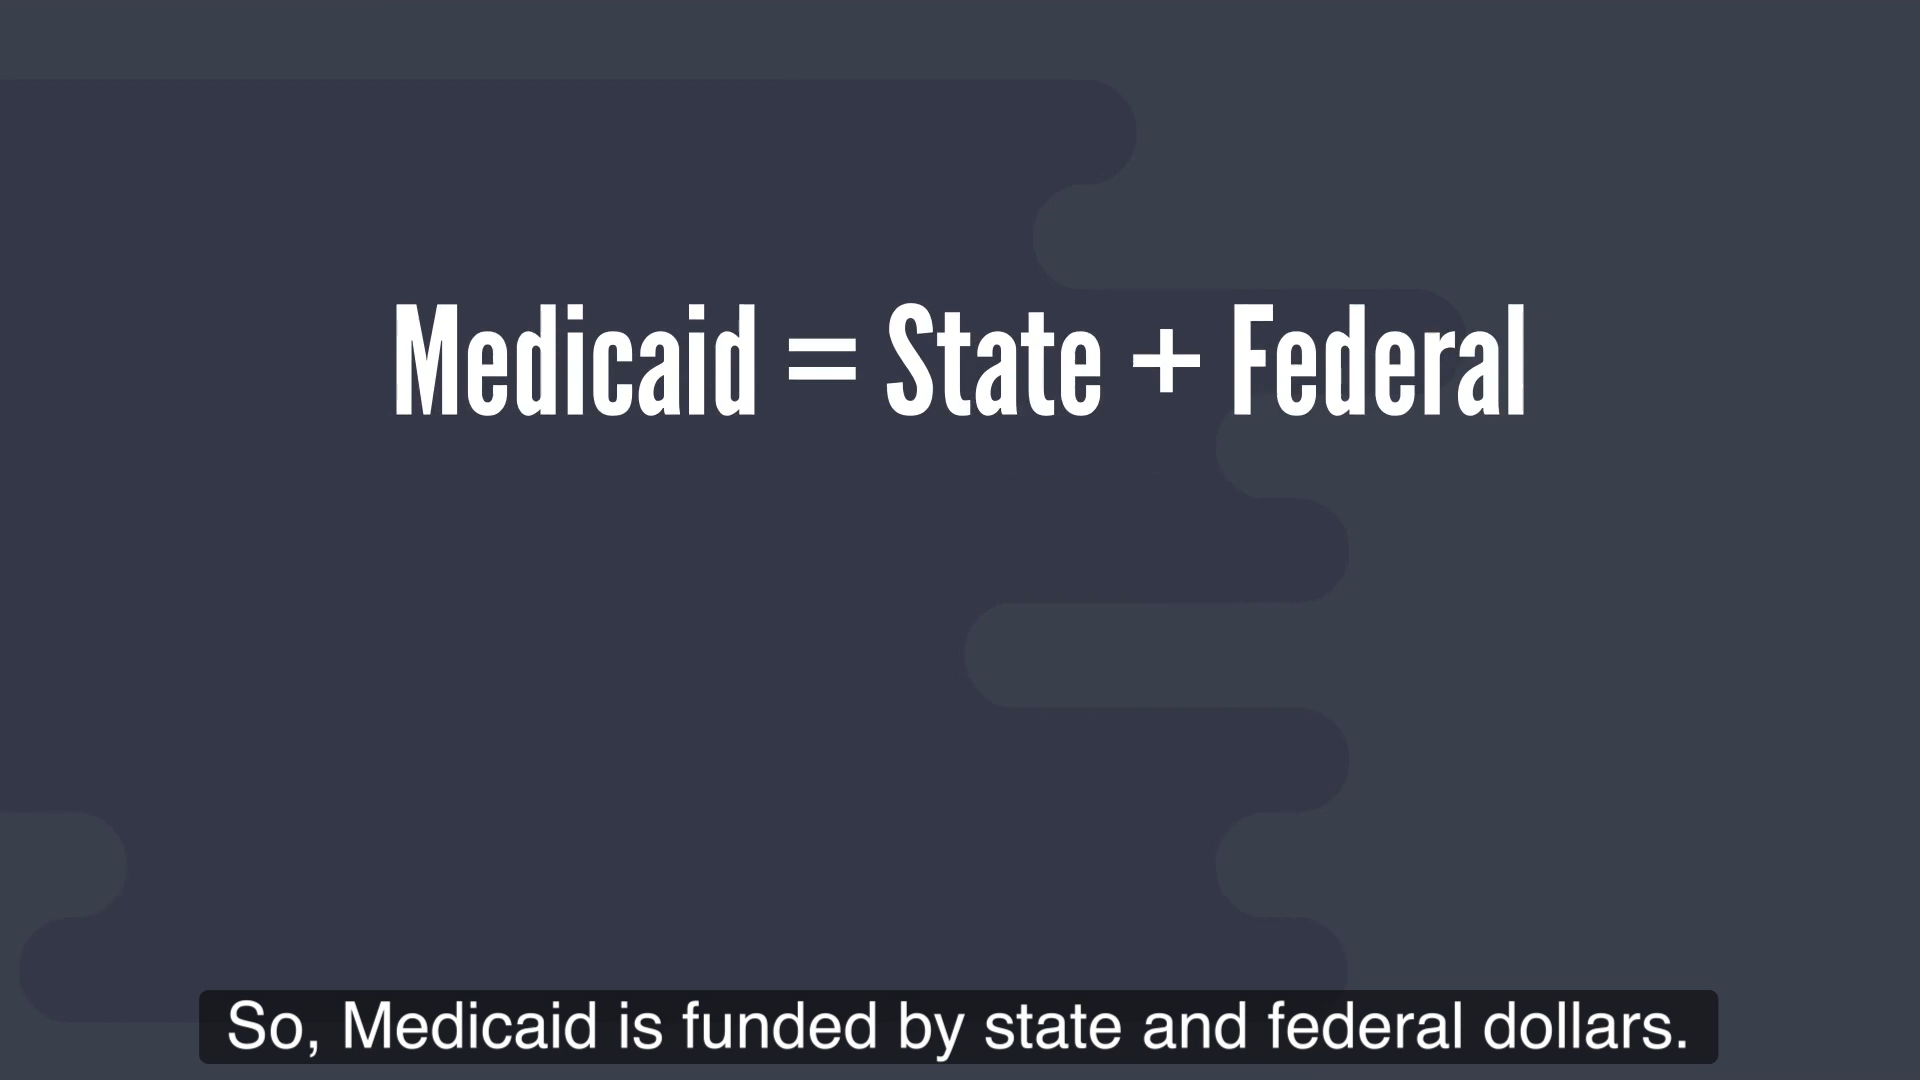 Medicaid = State + Federal
So, Medicaid is funded by state and federal dollars.